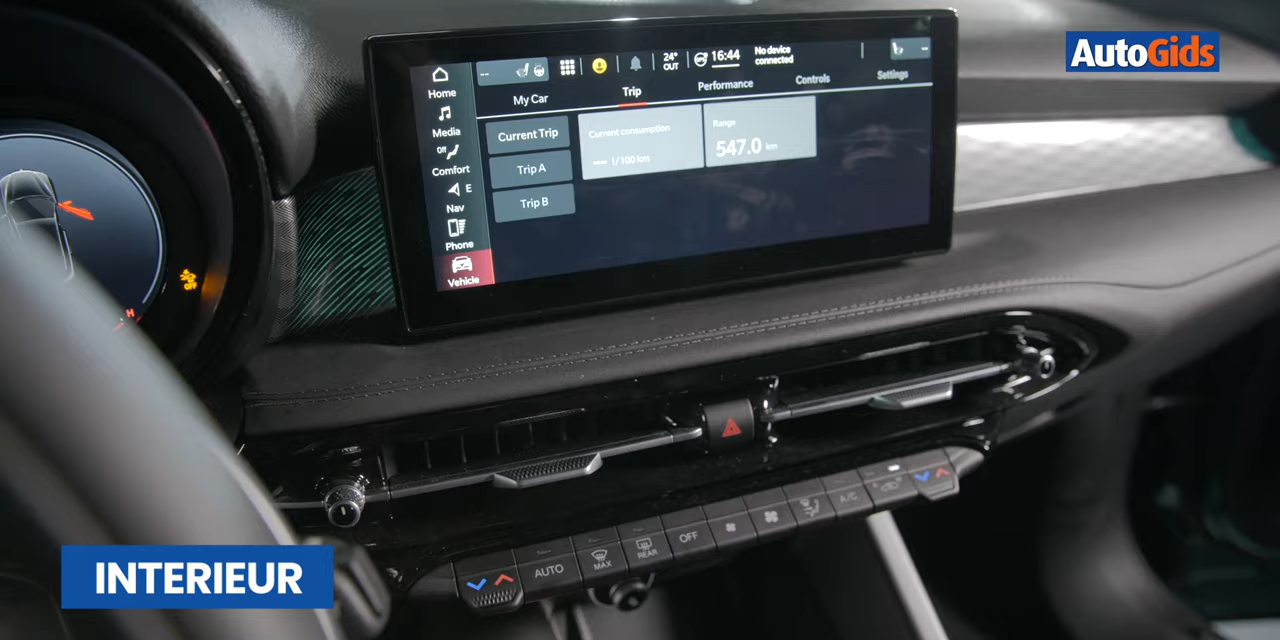 AutoGids
Home
Media
Off
Comfort
E
Nav
Phone
Vehicle
--
24°
OUT
16:44
No device
connected
--
My Car
Trip
Performance
Controls
Settings
Current Trip
Trip A
Trip B
Current consumption
--- l/100 km
Range
547.0 km
OFF
H
AUTO
MAX
REAR
OFF
A/C
INTERIEUR